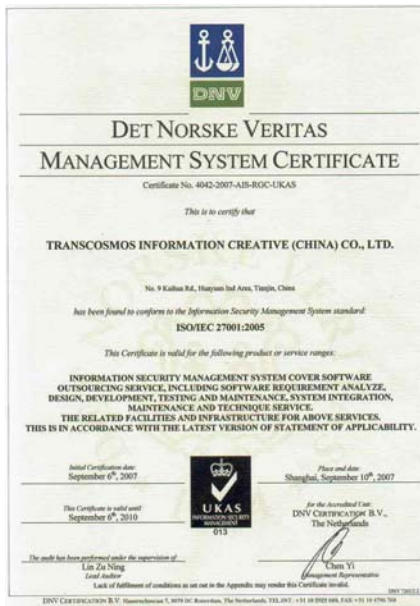 DNV
DET NORSKE VERITAS
MANAGEMENT SYSTEM CERTIFICATE
Certificate No. 4042-2007-AIS-RGC-UKAS
This is to certify that
TRANSCOSMOS INFORMATION CREATIVE (CHINA) CO., LTD.
No. 9 Kaihua Rd., Huayuan Ind Area, Tianjin, China
has been found to conform to the Information Security Management System standard:
ISO/IEC 27001:2005
This Certificate is valid for the following product or service ranges:
INFORMATION SECURITY MANAGEMENT SYSTEM COVER SOFTWARE
OUTSOURCING SERVICE, INCLUDING SOFTWARE REQUIREMENT ANALYZE,
DESIGN, DEVELOPMENT, TESTING AND MAINTENANCE, SYSTEM INTEGRATION,
MAINTENANCE AND TECHNIQUE SERVICE.
THE RELATED FACILITIES AND INFRASTRUCTURE FOR ABOVE SERVICES.
THIS IS IN ACCORDANCE WITH THE LATEST VERSION OF STATEMENT OF APPLICABILITY.
Initial Certification date:
September 6th, 2007
Place and date:
Shanghai, September 10th, 2007
This Certificate is valid until
September 6th, 2010
UKAS
INFORMATION SECURITY
MANAGEMENT
013
for the Accredited Unit:
DNV CERTIFICATION B.V.,
The Netherlands
The audit has been performed under the supervision of
Lin Zu Ning
Lead Auditor
Chen Yi
Management Representative
Lack of fulfilment of conditions as set out in the Appendix may render this Certificate invalid.
DNV CERTIFICATION B.V.